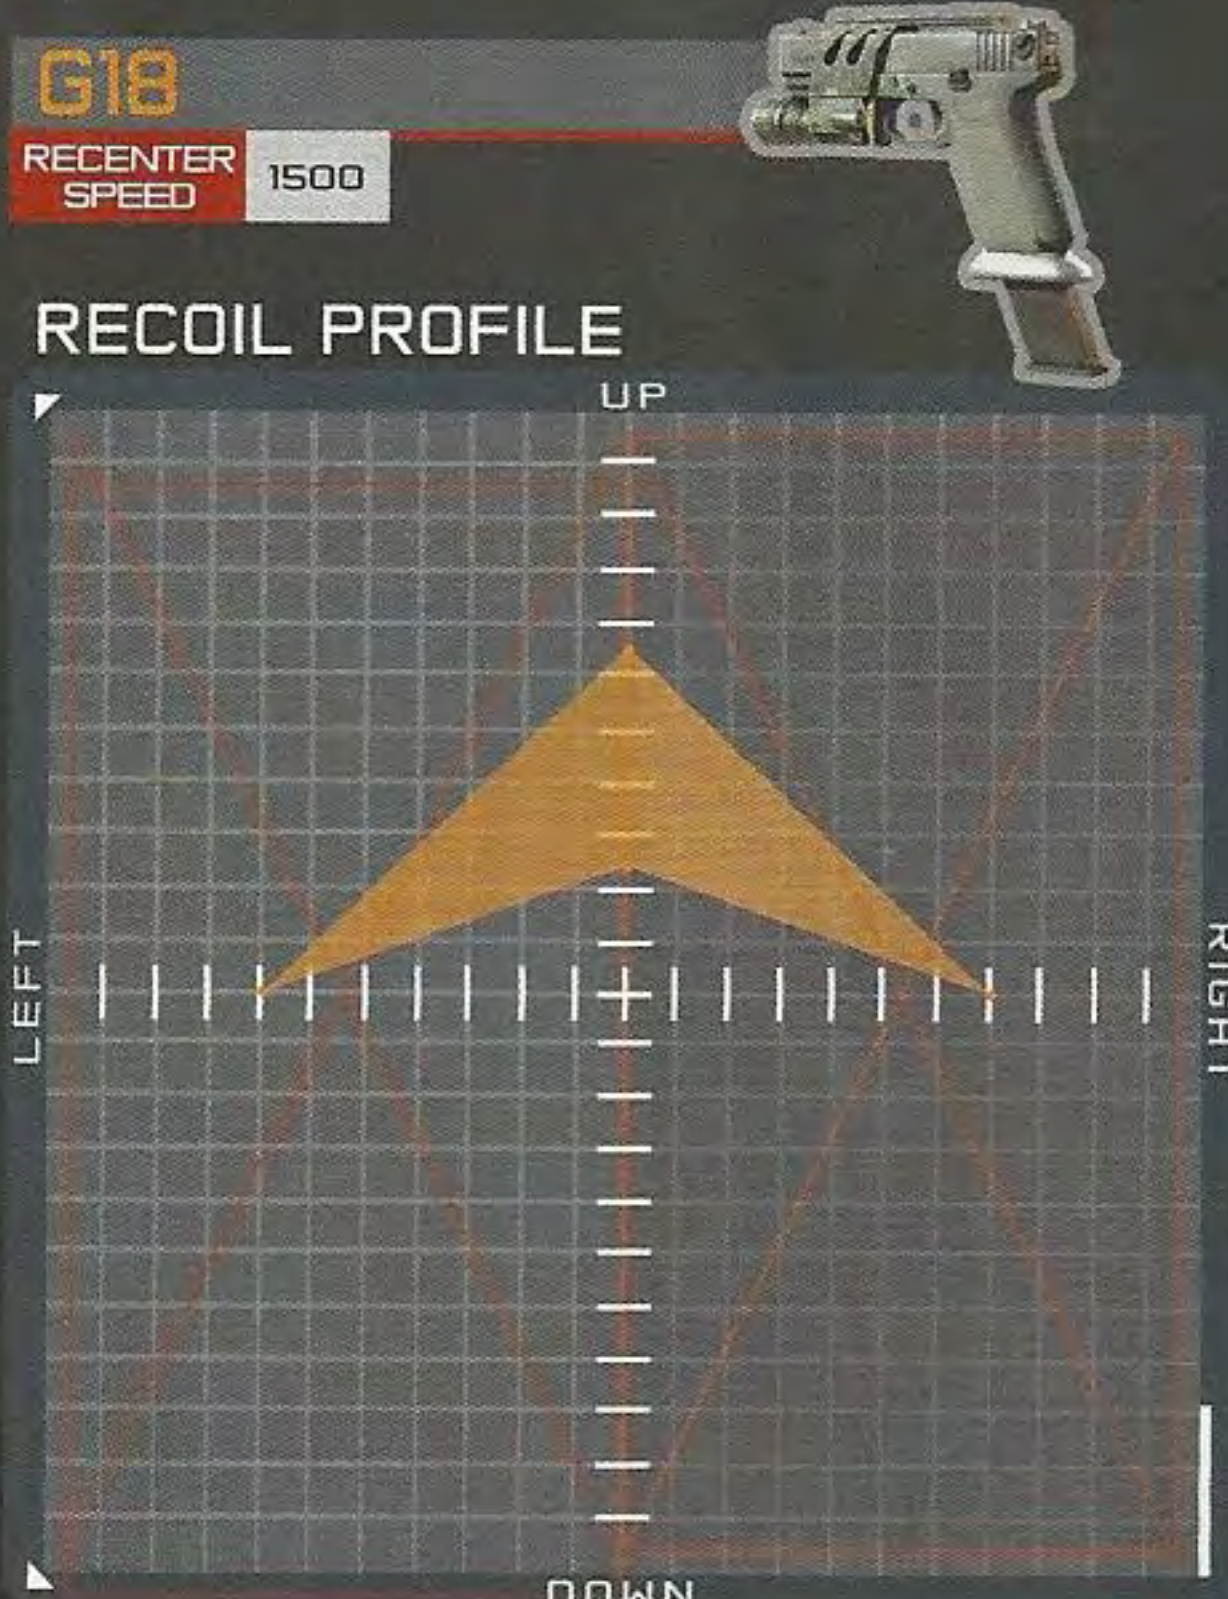 G18
RECENTER
SPEED
1500
RECOIL PROFILE
UP
LEFT
RIGHT
DOWN